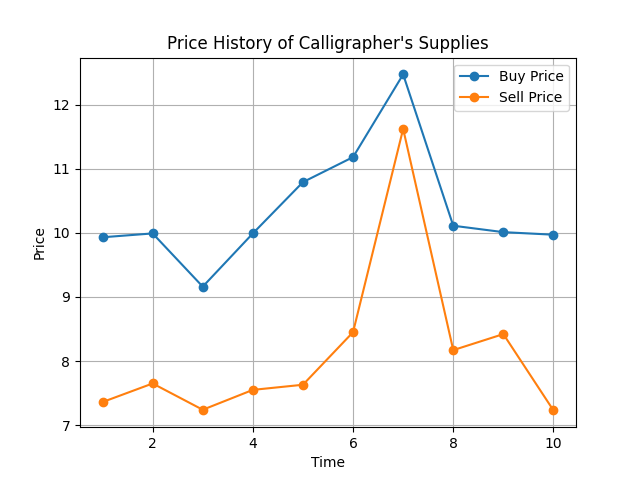 Price History of Calligrapher's Supplies
Buy Price
Sell Price
12
11
10
9
8
7
Price
2 4 6 8 10
Time